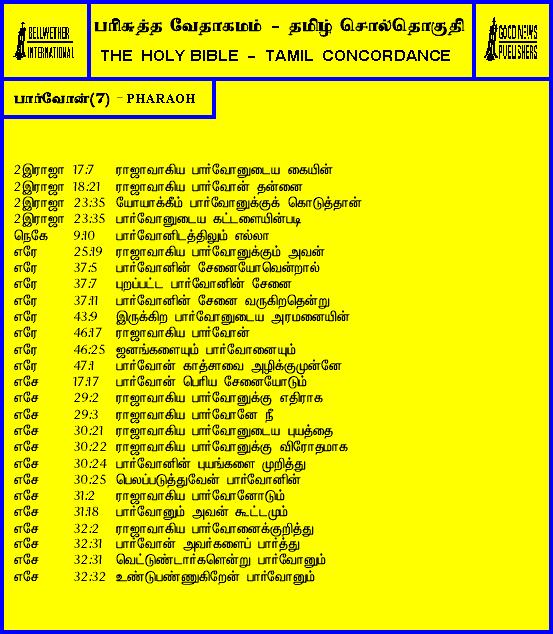 BELLWETHER
INTERNATIONAL
பரிசுத்த வேதாகமம் - தமிழ் சொல்தொகுதி
THE HOLY BIBLE - TAMIL CONCORDANCE
GOOD NEWS
PUBLISHERS
பார்வோன்(7) - PHARAOH
2இராஜா 17:7 ராஜாவாகிய பார்வோனுடைய கையின்
2இராஜா 18:21 ராஜாவாகிய பார்வோன் தன்னை
2இராஜா 23:35 யோயாக்கீம் பார்வோனுக்குக் கொடுத்தான்
2இராஜா 23:35 பார்வோனுடைய கட்டளையின்படி
நெகே 9:10 பார்வோனிடத்திலும் எல்லா
எரே 25:19 ராஜாவாகிய பார்வோனுக்கும் அவன்
எரே 37:5 பார்வோனின் சேனையோவென்றால்
எரே 37:7 புறப்பட்ட பார்வோனின் சேனை
எரே 37:11 பார்வோனின் சேனை வருகிறதென்று
எரே 43:9 இருக்கிற பார்வோனுடைய அரமனையின்
எரே 46:17 ராஜாவாகிய பார்வோன்
எரே 46:25 ஜனங்களையும் பார்வோனையும்
எரே 47:1 பார்வோன் காத்சாவை அழிக்குமுன்னே
எசே 17:17 பார்வோன் பெரிய சேனையோடும்
எசே 29:2 ராஜாவாகிய பார்வோனுக்கு எதிராக
எசே 29:3 ராஜாவாகிய பார்வோனே நீ
எசே 30:21 ராஜாவாகிய பார்வோனுடைய புயத்தை
எசே 30:22 ராஜாவாகிய பார்வோனுக்கு விரோதமாக
எசே 30:24 பார்வோனின் புயங்களை முறித்து
எசே 30:25 பெலப்படுத்துவேன் பார்வோனின்
எசே 31:2 ராஜாவாகிய பார்வோனோடும்
எசே 31:18 பார்வோனும் அவன் கூட்டமும்
எசே 32:2 ராஜாவாகிய பார்வோனைக்குறித்து
எசே 32:31 பார்வோன் அவர்களைப் பார்த்து
எசே 32:31 வெட்டுண்டார்களென்று பார்வோனும்
எசே 32:32 உண்டுபண்ணுகிறேன் பார்வோனும்